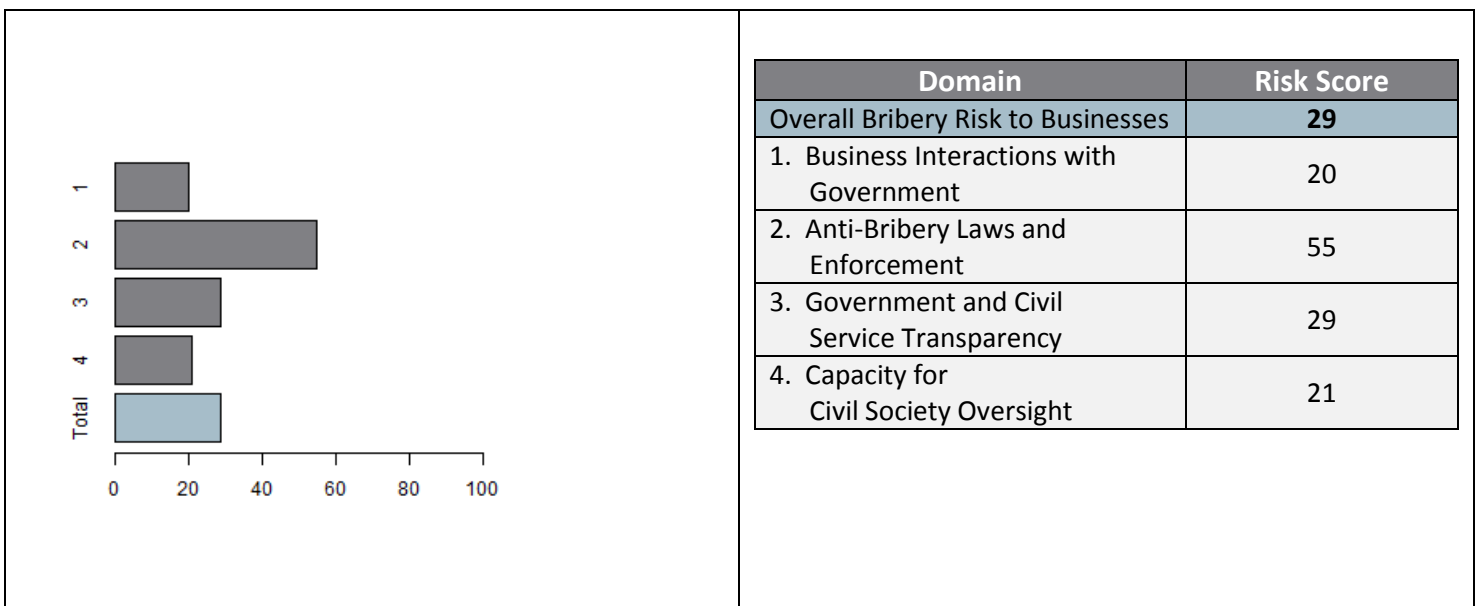 1
2
3
4
Total
0 20 40 60 80 100
Domain Risk Score
Overall Bribery Risk to Businesses 29
1. Business Interactions with
Government
20
2. Anti-Bribery Laws and
Enforcement
55
3. Government and Civil
Service Transparency
29
4. Capacity for
Civil Society Oversight
21